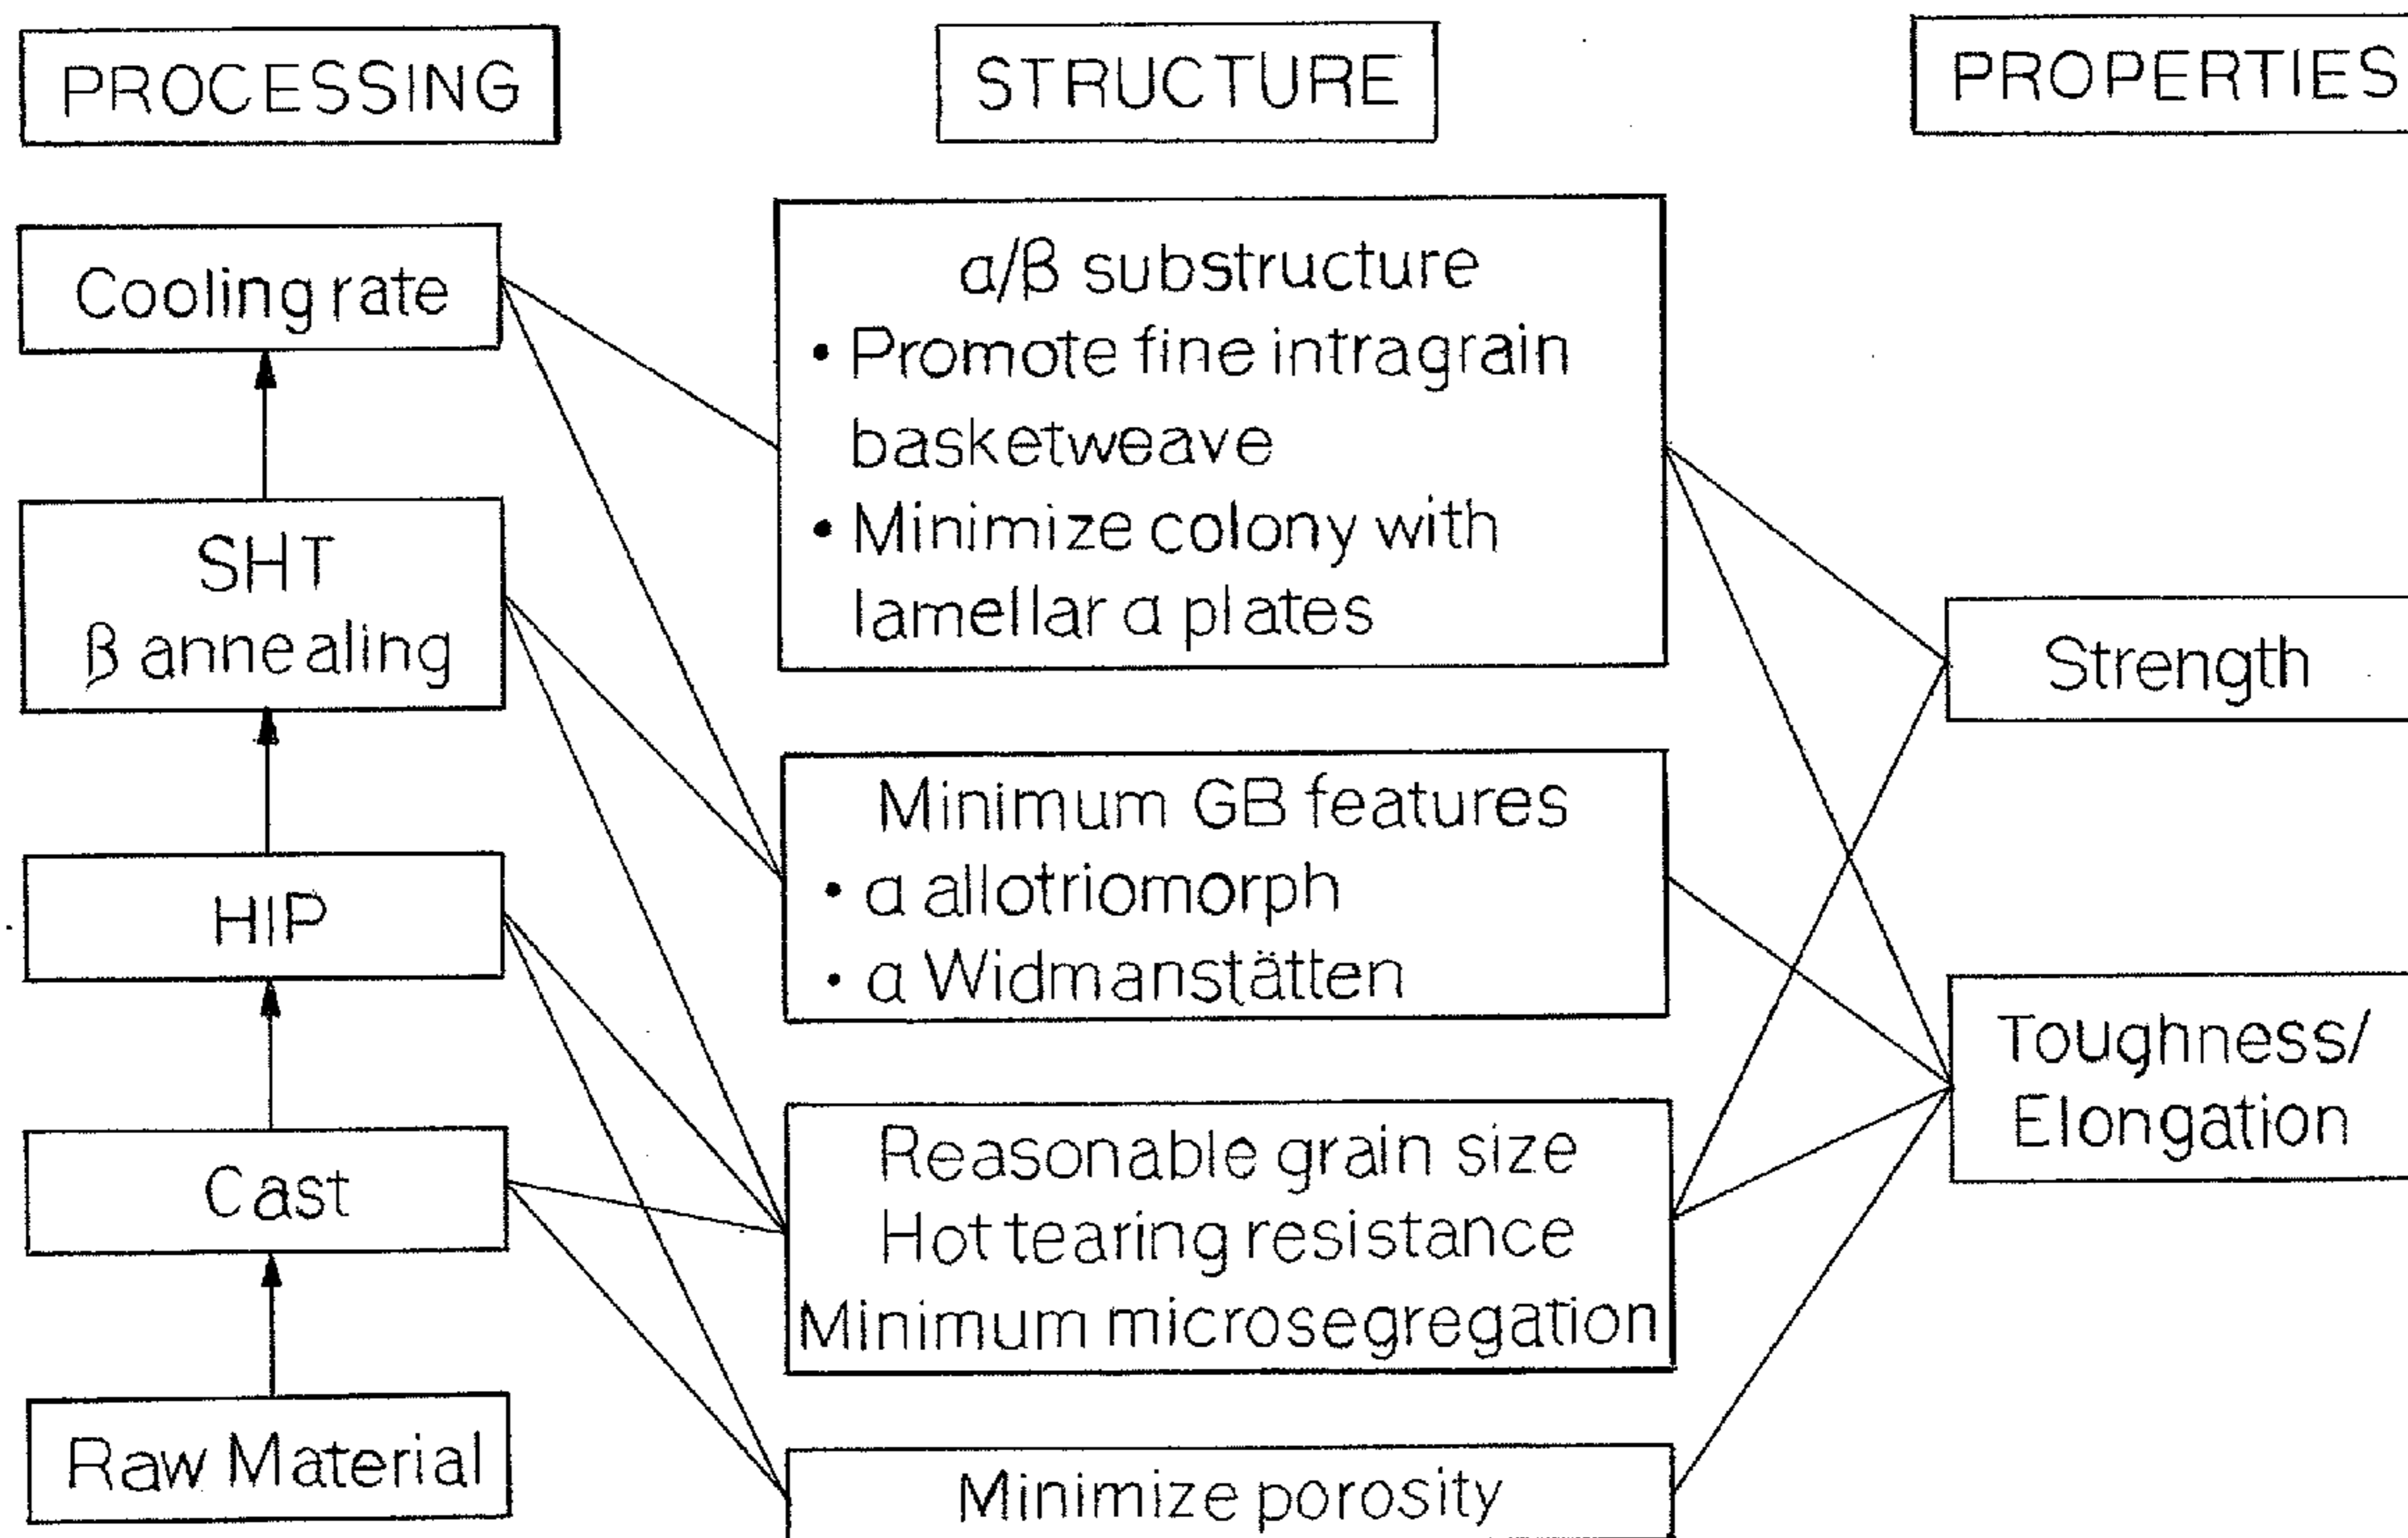 PROCESSING
STRUCTURE
PROPERTIES
Cooling rate
SHT
β annealing
HIP
Cast
Raw Material
α/β substructure
• Promote fine intragrain
basketweave
• Minimize colony with
lamellar α plates
Minimum GB features
• α allotriomorph
• α Widmanstätten
Reasonable grain size
Hot tearing resistance
Minimum microsegregation
Minimize porosity
Strength
Toughness/
Elongation